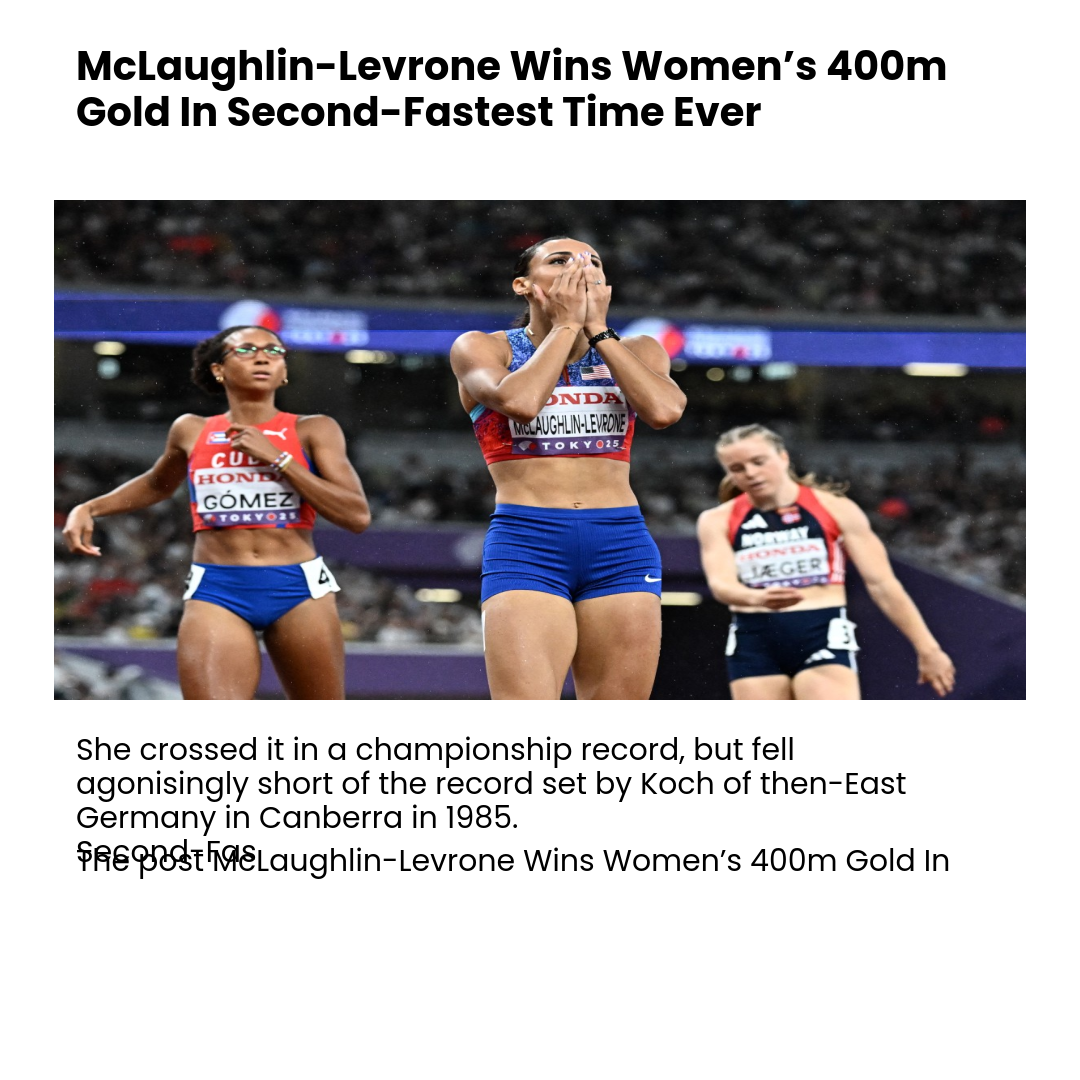 McLaughlin-Levrone Wins Women’s 400m
Gold In Second-Fastest Time Ever
CUB
HONDA
GÓMEZ
TOKYO25
4
ONDA
McLAUGHLIN-LEVRONE
TOKYO25
NORWAY
HONDA
JÆGER
3
She crossed it in a championship record, but fell
agonisingly short of the record set by Koch of then-East
Germany in Canberra in 1985.
Second-Fas
The post McLaughlin-Levrone Wins Women’s 400m Gold In